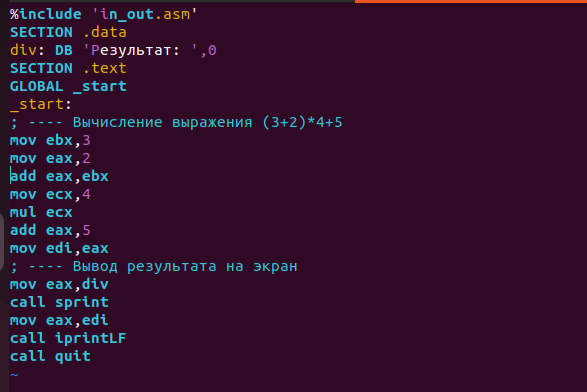 %include 'in_out.asm'
SECTION .data
div: DB 'Результат: ',0
SECTION .text
GLOBAL _start
_start:
; ---- Вычисление выражения (3+2)*4+5
mov ebx,3
mov eax,2
add eax,ebx
mov ecx,4
mul ecx
add eax,5
mov edi,eax
; ---- Вывод результата на экран
mov eax,div
call sprint
mov eax,edi
call iprintLF
call quit
~